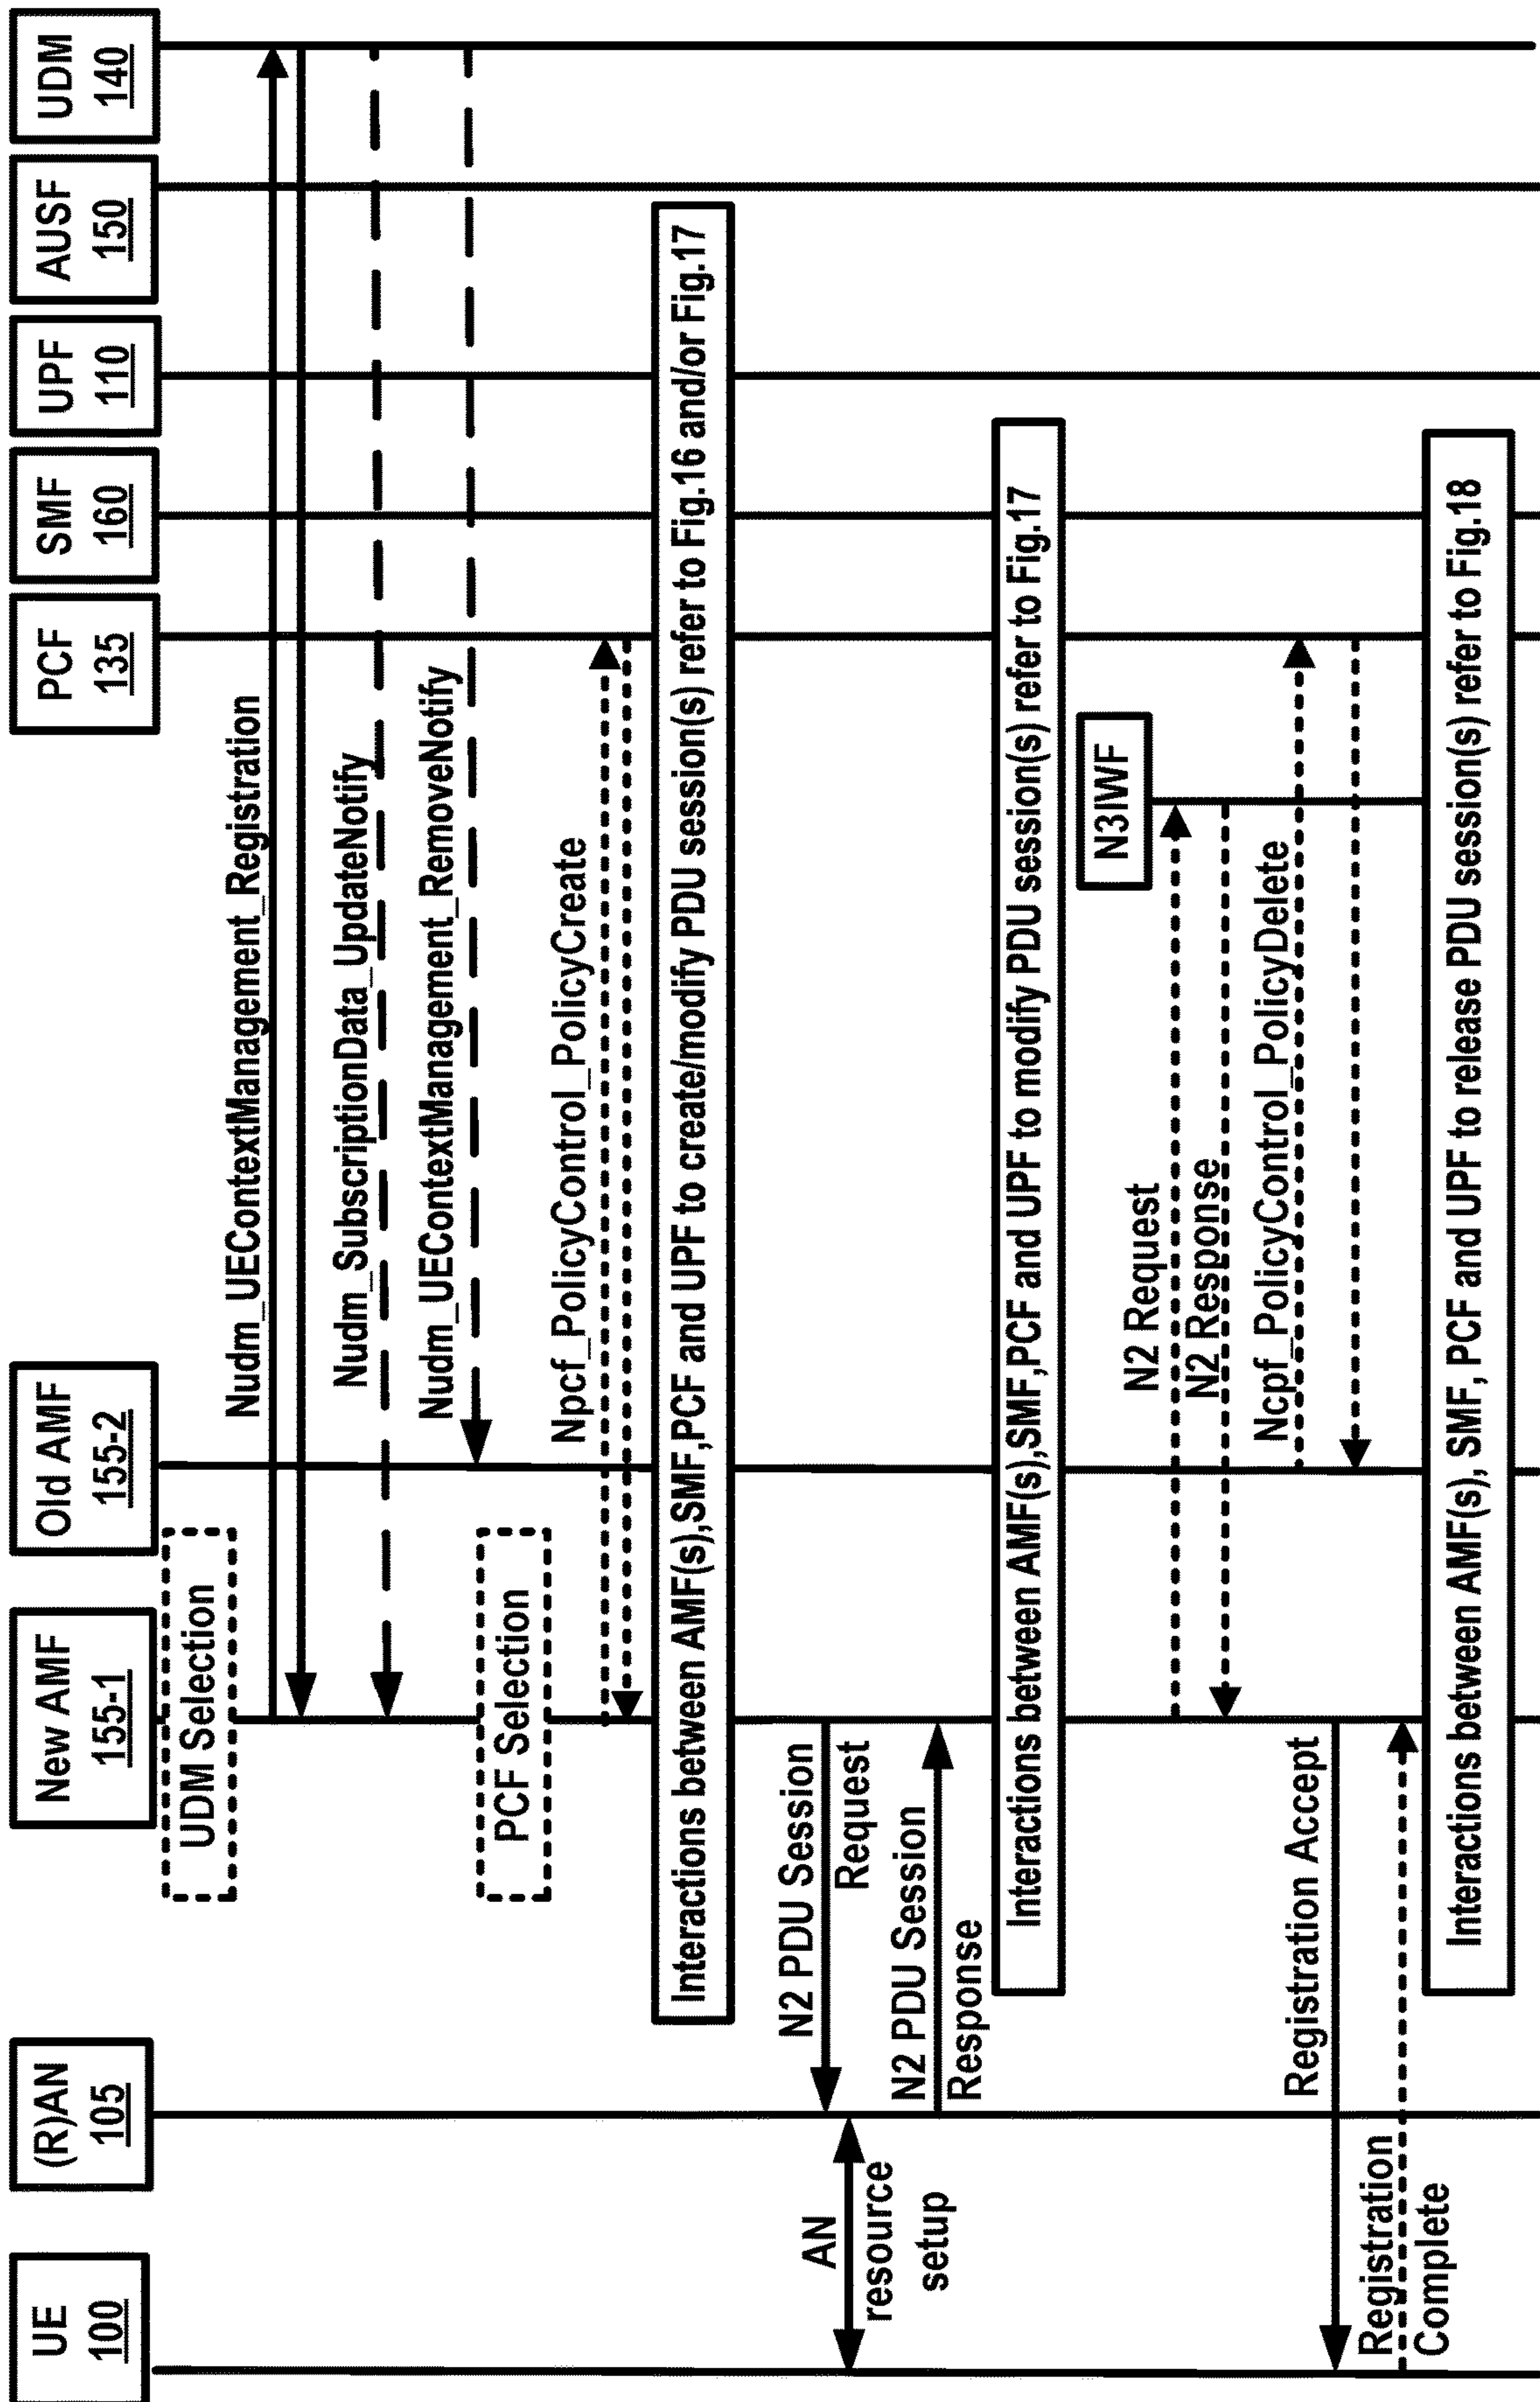 UE
100
(R)AN
105
New AMF
155-1
Old AMF
155-2
PCF
135
SMF
160
UPF
110
AUSF
150
UDM
140
UDM Selection
Nudm_UEContextManagement_Registration
Nudm_SubscriptionData_UpdateNotify
Nudm_UEContextManagement_RemoveNotify
PCF Selection
Npcf_PolicyControl_PolicyCreate
Interactions between AMF(s),SMF,PCF and UPF to create/modify PDU session(s) refer to Fig.16 and/or Fig.17
N2 PDU Session
Request
AN
resource
setup
N2 PDU Session
Response
Interactions between AMF(s),SMF,PCF and UPF to modify PDU session(s) refer to Fig.17
N3IWF
N2 Request
N2 Response
Ncpf_PolicyControl_PolicyDelete
Registration Accept
Registration
Complete
Interactions between AMF(s), SMF, PCF and UPF to release PDU session(s) refer to Fig.18